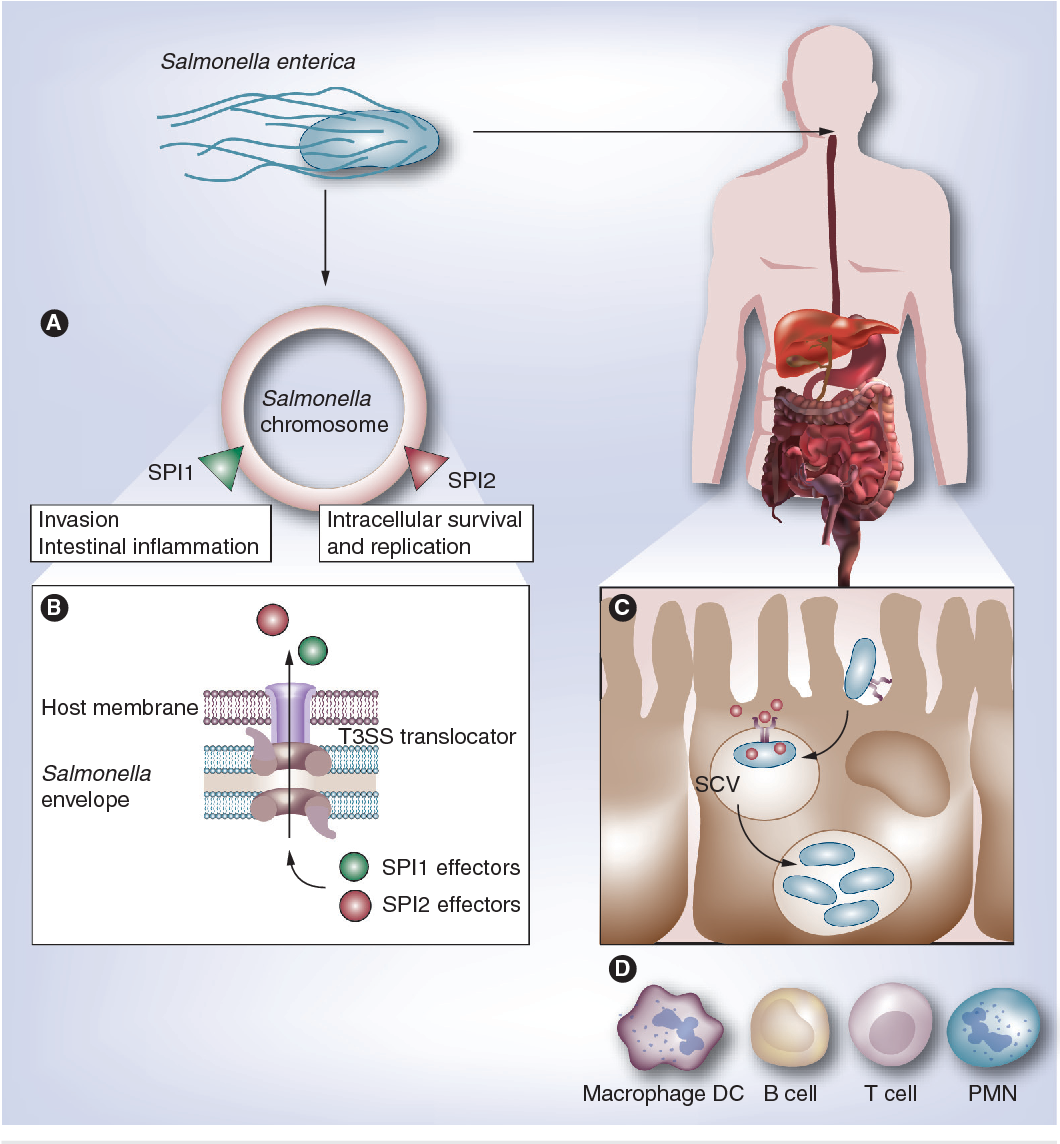 Salmonella enterica
A
Salmonella
chromosome
SPI1
SPI2
Invasion
Intestinal inflammation
Intracellular survival
and replication
B
Host membrane
T3SS translocator
Salmonella
envelope
SPI1 effectors
SPI2 effectors
C
SCV
D
Macrophage DC
B cell
T cell
PMN